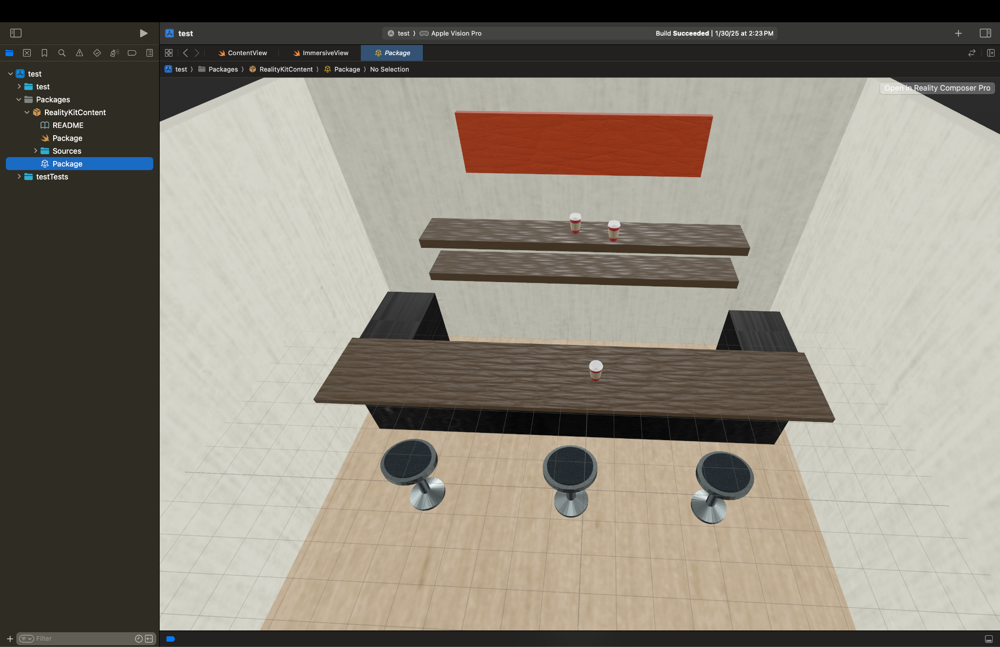 test
test ⟩ Apple Vision Pro
Build Succeeded | 1/30/25 at 2:23 PM
ContentView
ImmersiveView
Package
test ⟩ Packages ⟩ RealityKitContent ⟩ Package ⟩ No Selection
test
test
Packages
RealityKitContent
README
Package
Sources
Package
testTests
Open in Reality Composer Pro
Filter